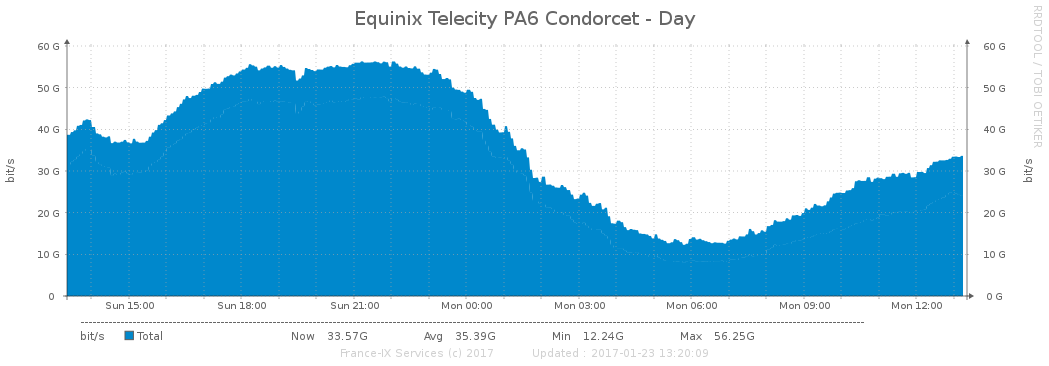 Equinix Telecity PA6 Condorcet - Day
RRDTOOL / TOBI OETIKER
60 G 60 G
50 G 50 G
40 G 40 G
30 G 30 G
20 G 20 G
10 G 10 G
0 0 G
bit/s
bit/s
Sun 15:00 Sun 18:00 Sun 21:00 Mon 00:00 Mon 03:00 Mon 06:00 Mon 09:00 Mon 12:00
bit/s Total Now 33.57G Avg 35.39G Min 12.24G Max 56.25G
France-IX Services (c) 2017 Updated : 2017-01-23 13:20:09